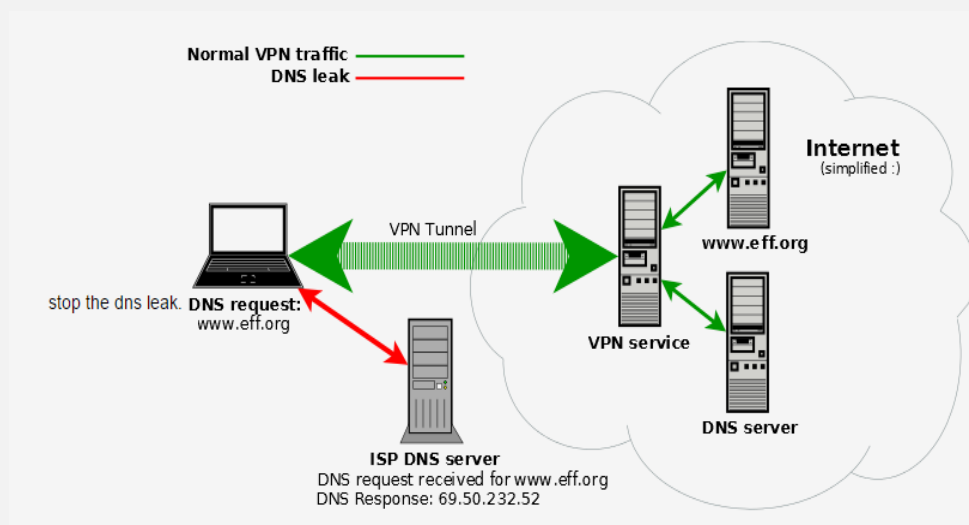 Normal VPN traffic
DNS leak
Internet
(simplified :)
www.eff.org
VPN Tunnel
stop the dns leak.
DNS request:
www.eff.org
VPN service
DNS server
ISP DNS server
DNS request received for www.eff.org
DNS Response: 69.50.232.52